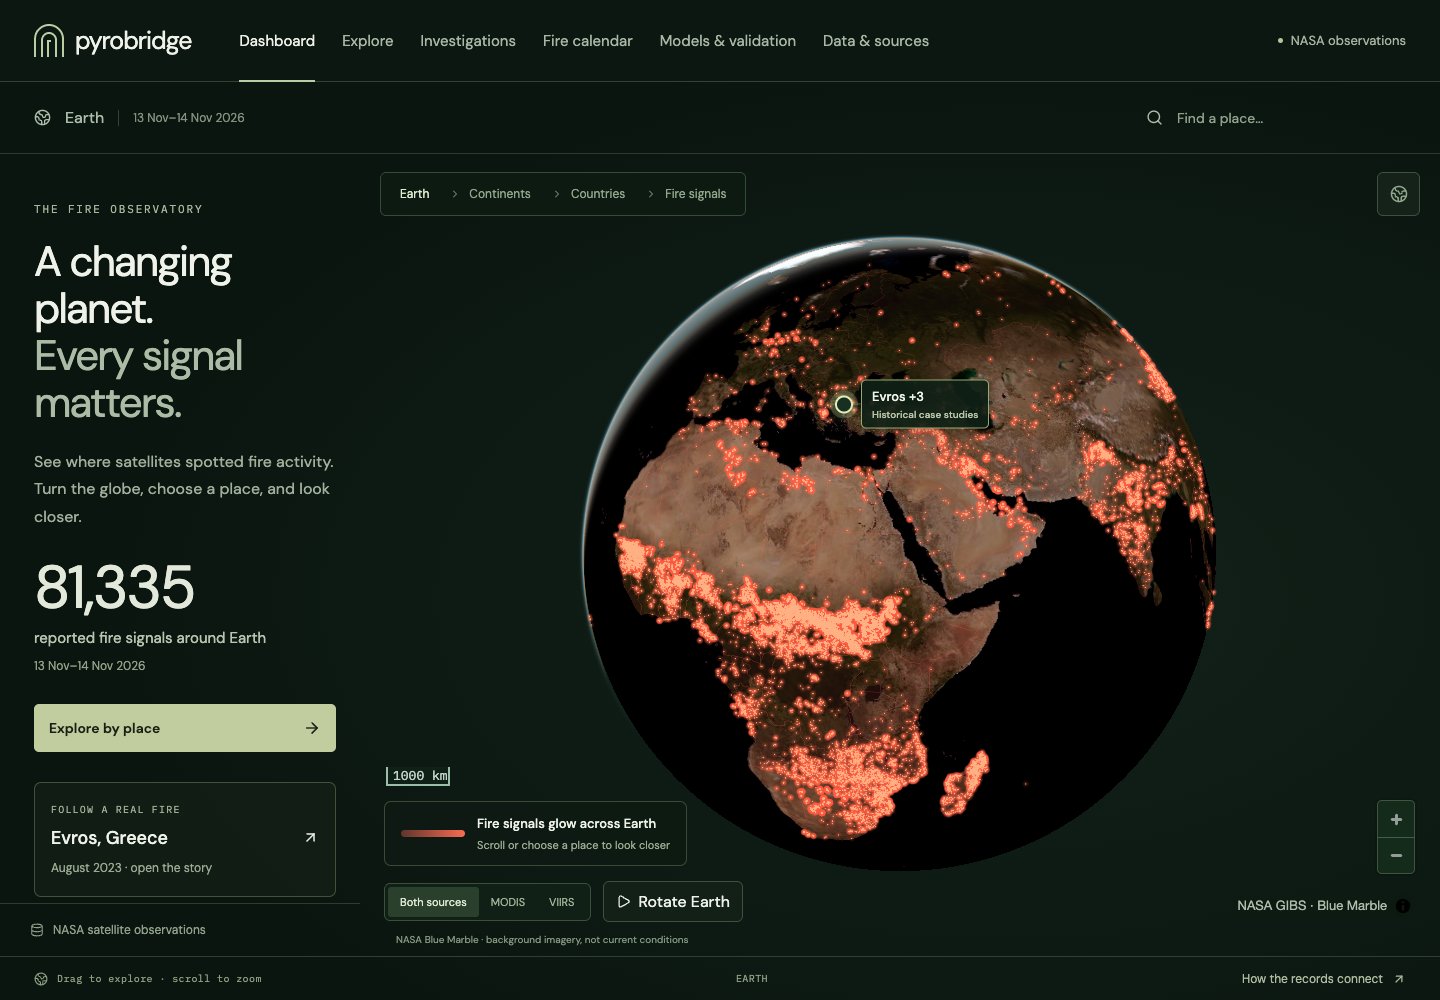 pyrobridge
Dashboard
Explore
Investigations
Fire calendar
Models & validation
Data & sources
NASA observations
Earth
13 Nov–14 Nov 2026
Find a place...
THE FIRE OBSERVATORY
A changing
planet.
Every signal
matters.
See where satellites spotted fire activity.
Turn the globe, choose a place, and look
closer.
81,335
reported fire signals around Earth
13 Nov–14 Nov 2026
Explore by place
FOLLOW A REAL FIRE
Evros, Greece
August 2023 · open the story
NASA satellite observations
Earth
Continents
Countries
Fire signals
Evros +3
Historical case studies
1000 km
Fire signals glow across Earth
Scroll or choose a place to look closer
Both sources
MODIS
VIIRS
Rotate Earth
NASA Blue Marble · background imagery, not current conditions
NASA GIBS · Blue Marble
Drag to explore · scroll to zoom
EARTH
How the records connect